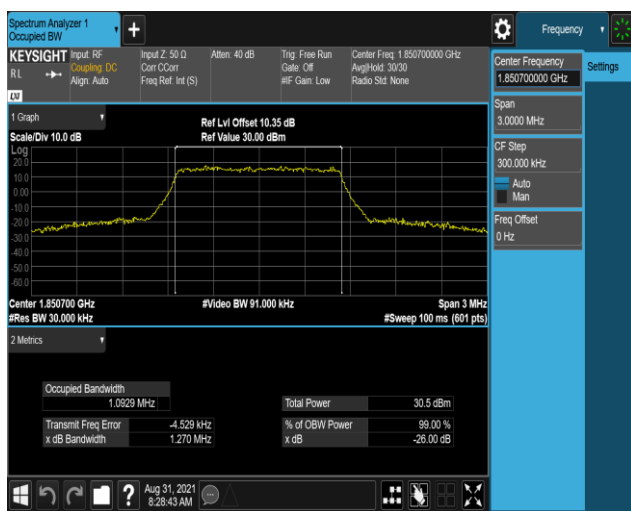 Spectrum Analyzer 1
Occupied BW
+
Frequency
KEYSIGHT
RL
LXI
Input: RF
Coupling: DC
Align: Auto
Input Z: 50 Ω
Corr CCorr
Freq Ref: Int (S)
Atten: 40 dB
Trig: Free Run
Gate: Off
#IF Gain: Low
Center Freq: 1.850700000 GHz
Avg|Hold: 30/30
Radio Std: None
Center Frequency
1.850700000 GHz
Settings
Span
3.0000 MHz
CF Step
300.000 kHz
Auto
Man
Freq Offset
0 Hz
1 Graph
Scale/Div 10.0 dB
Ref Lvl Offset 10.35 dB
Ref Value 30.00 dBm
Log
20.0
10.0
0.00
-10.0
-20.0
-30.0
-40.0
-50.0
-60.0
Center 1.850700 GHz
#Res BW 30.000 kHz
#Video BW 91.000 kHz
Span 3 MHz
#Sweep 100 ms (601 pts)
2 Metrics
Occupied Bandwidth
1.0929 MHz
Total Power 30.5 dBm
Transmit Freq Error -4.529 kHz
% of OBW Power 99.00 %
x dB Bandwidth 1.270 MHz
x dB -26.00 dB
?
Aug 31, 2021
8:28:43 AM